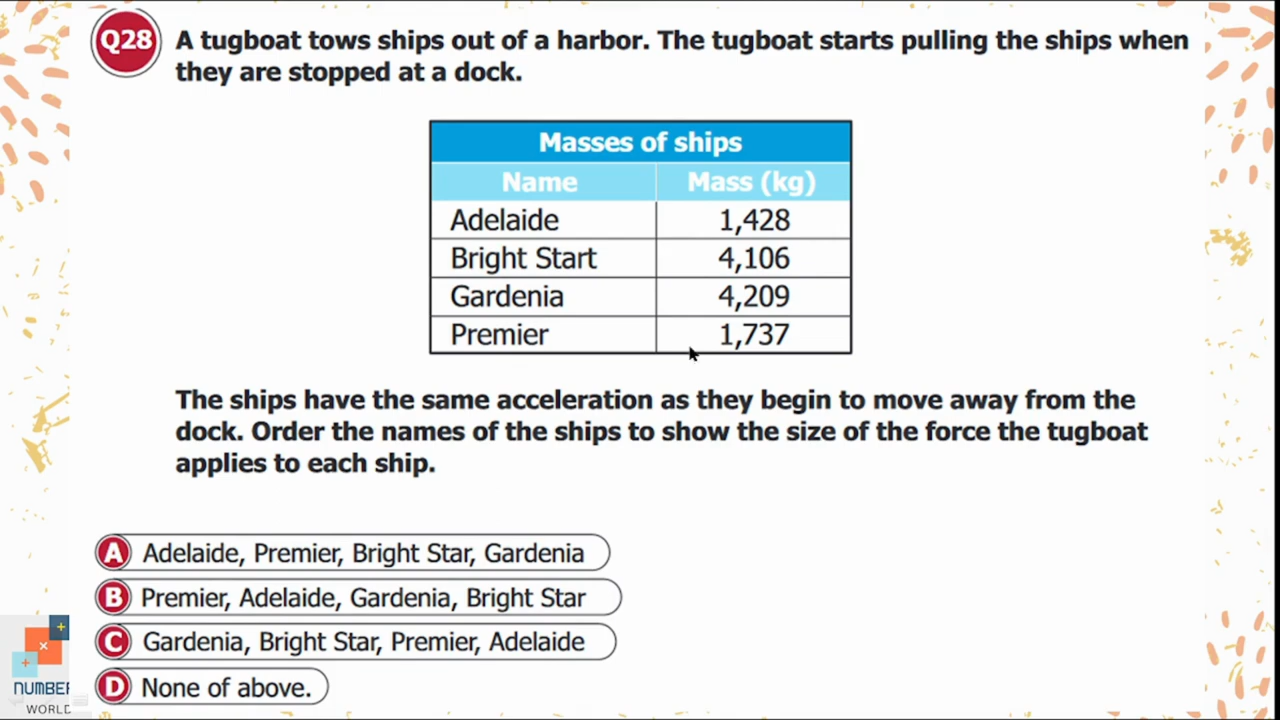 Q28
A tugboat tows ships out of a harbor. The tugboat starts pulling the ships when
they are stopped at a dock.
Masses of ships
Name Mass (kg)
Adelaide 1,428
Bright Start 4,106
Gardenia 4,209
Premier 1,737
The ships have the same acceleration as they begin to move away from the
dock. Order the names of the ships to show the size of the force the tugboat
applies to each ship.
A Adelaide, Premier, Bright Star, Gardenia
B Premier, Adelaide, Gardenia, Bright Star
C Gardenia, Bright Star, Premier, Adelaide
D None of above.
NUMBER
WORLD